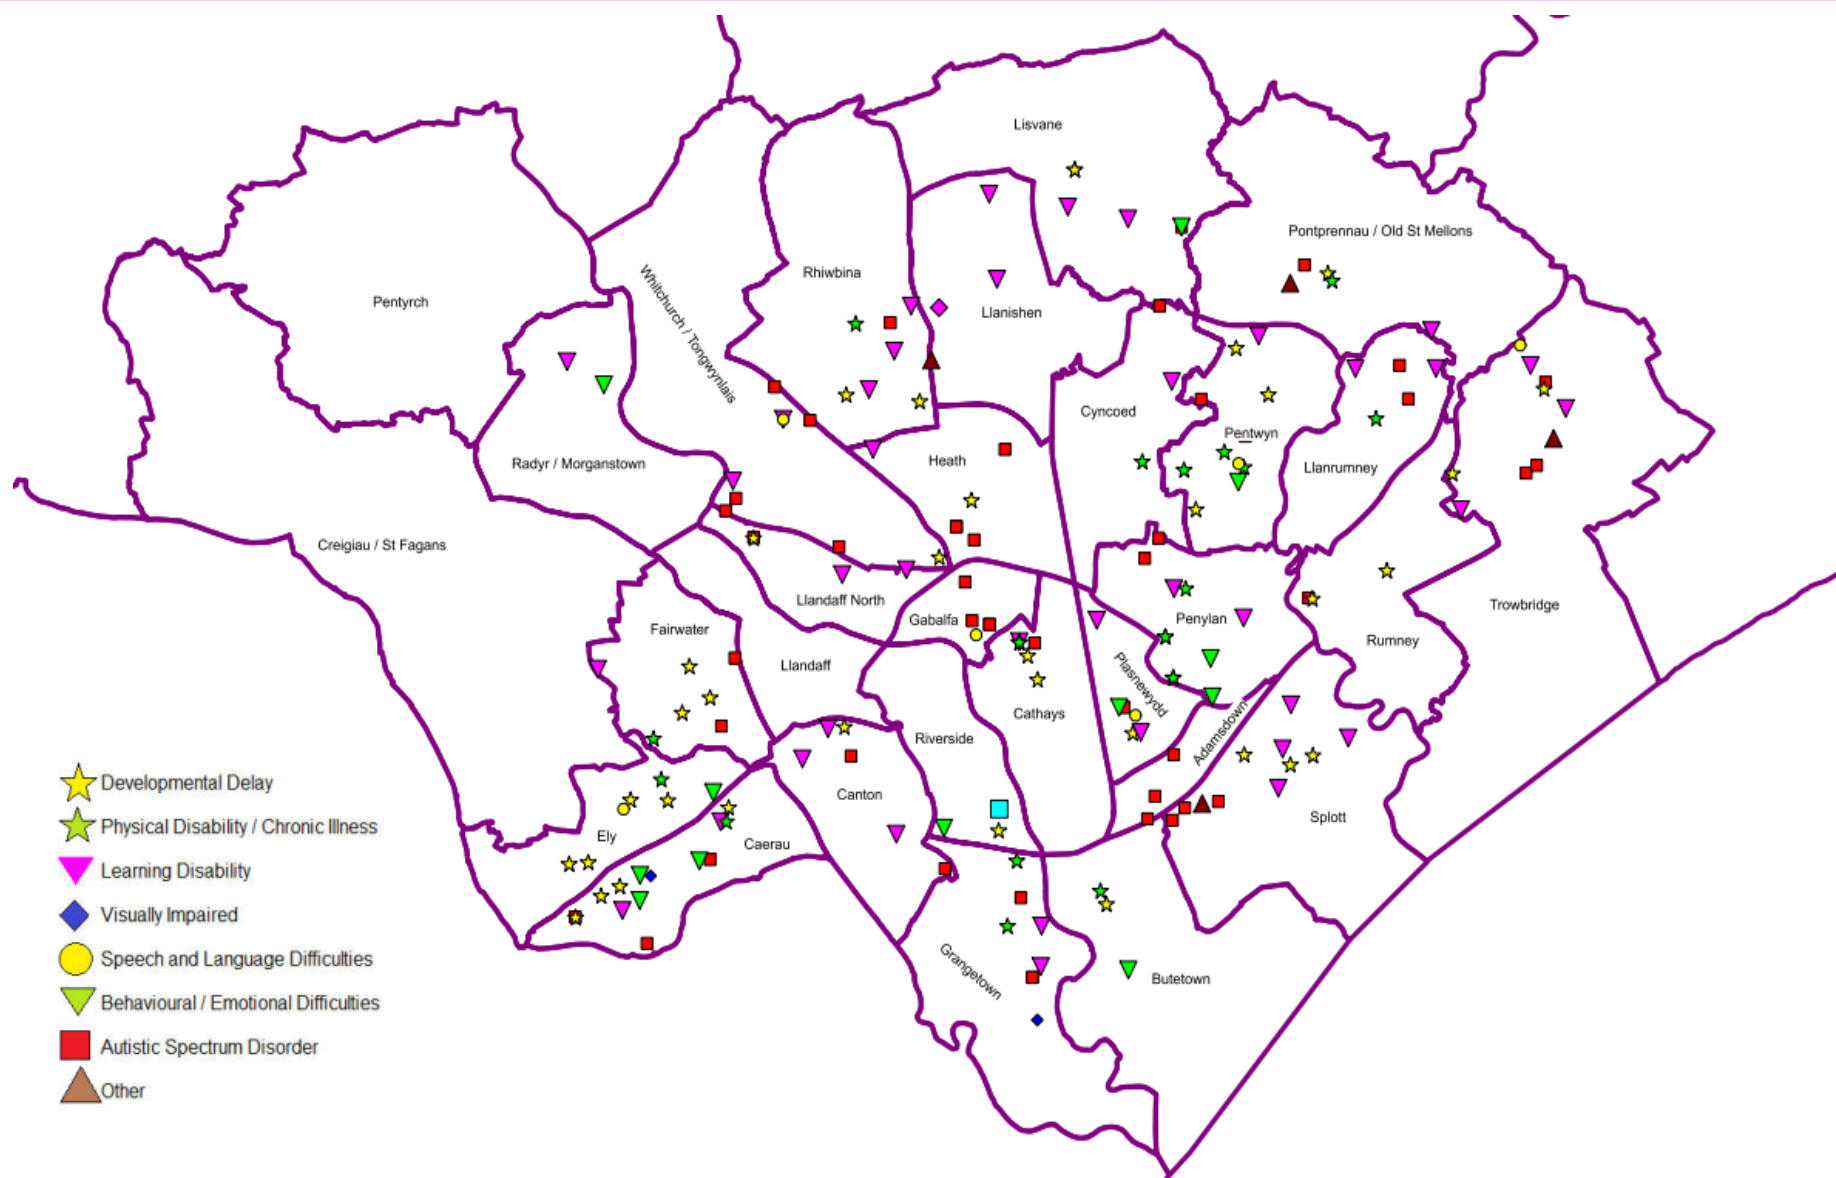 Lisvane
Pontprennau / Old St Mellons
Rhiwbina
Whitchurch / Tongwynlais
Pentyrch
Llanishen
Cyncoed
Pentwyn
Heath
Radyr / Morganstown
Llanrumney
Creigiau / St Fagans
Llandaff North
Trowbridge
Gabalfa
Penylan
Fairwater
Rumney
Llandaff
Plasnewydd
Cathays
Riverside
Adamsdown
Canton
Splott
Ely
Caerau
Grangetown
Butetown
Developmental Delay
Physical Disability / Chronic Illness
Learning Disability
Visually Impaired
Speech and Language Difficulties
Behavioural / Emotional Difficulties
Autistic Spectrum Disorder
Other